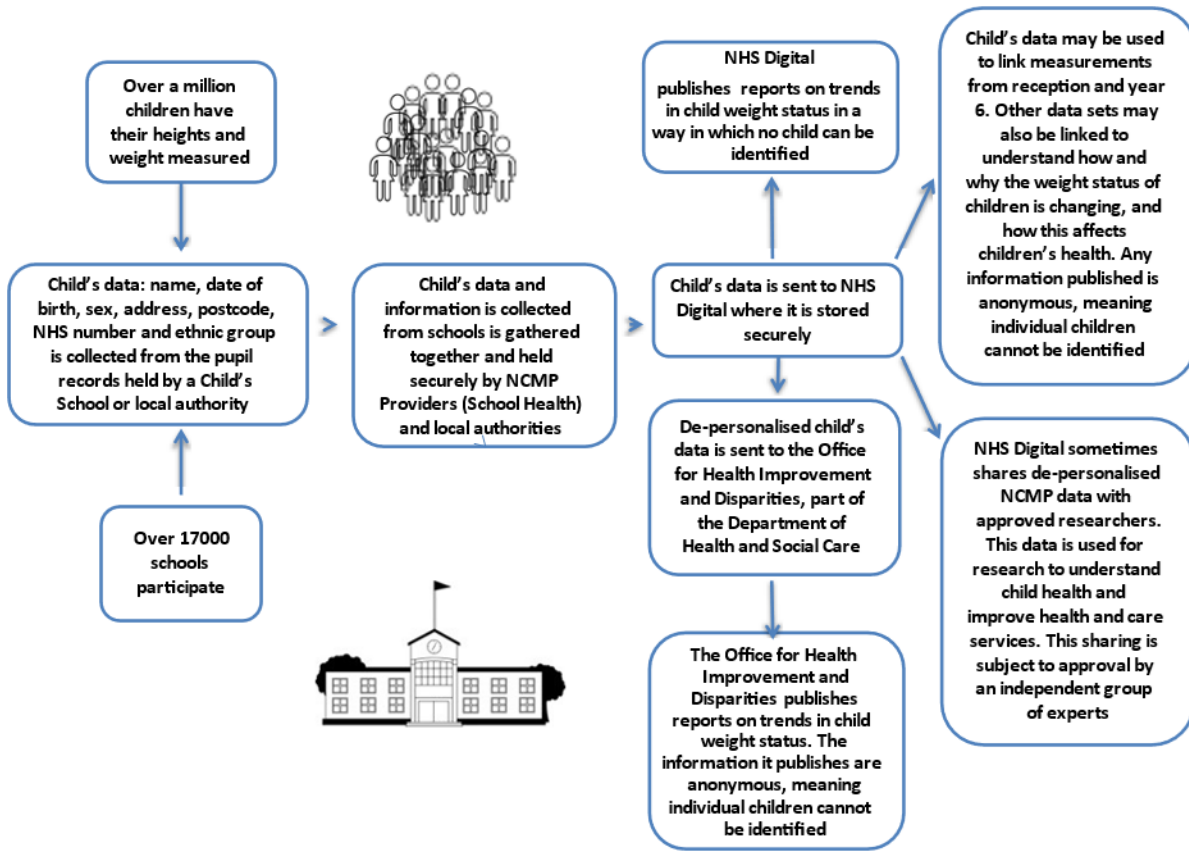 Over a million
children have
their heights and
weight measured
Child's data: name, date of
birth, sex, address, postcode,
NHS number and ethnic group
is collected from the pupil
records held by a Child's
School or local authority
Over 17000
schools
participate
Child's data and
information is collected
from schools is gathered
together and held
securely by NCMP
Providers (School Health)
and local authorities
Child's data is sent to NHS
Digital where it is stored
securely
NHS Digital
publishes reports on trends
in child weight status in a
way in which no child can be
identified
Child's data may be used
to link measurements
from reception and year
6. Other data sets may
also be linked to
understand how and
why the weight status of
children is changing, and
how this affects
children's health. Any
information published is
anonymous, meaning
individual children
cannot be identified
De-personalised child's
data is sent to the Office
for Health Improvement
and Disparities, part of
the Department of
Health and Social Care
The Office for Health
Improvement and
Disparities publishes
reports on trends in child
weight status. The
information it publishes are
anonymous, meaning
individual children cannot
be identified
NHS Digital sometimes
shares de-personalised
NCMP data with
approved researchers.
This data is used for
research to understand
child health and
improve health and care
services. This sharing is
subject to approval by
an independent group
of experts